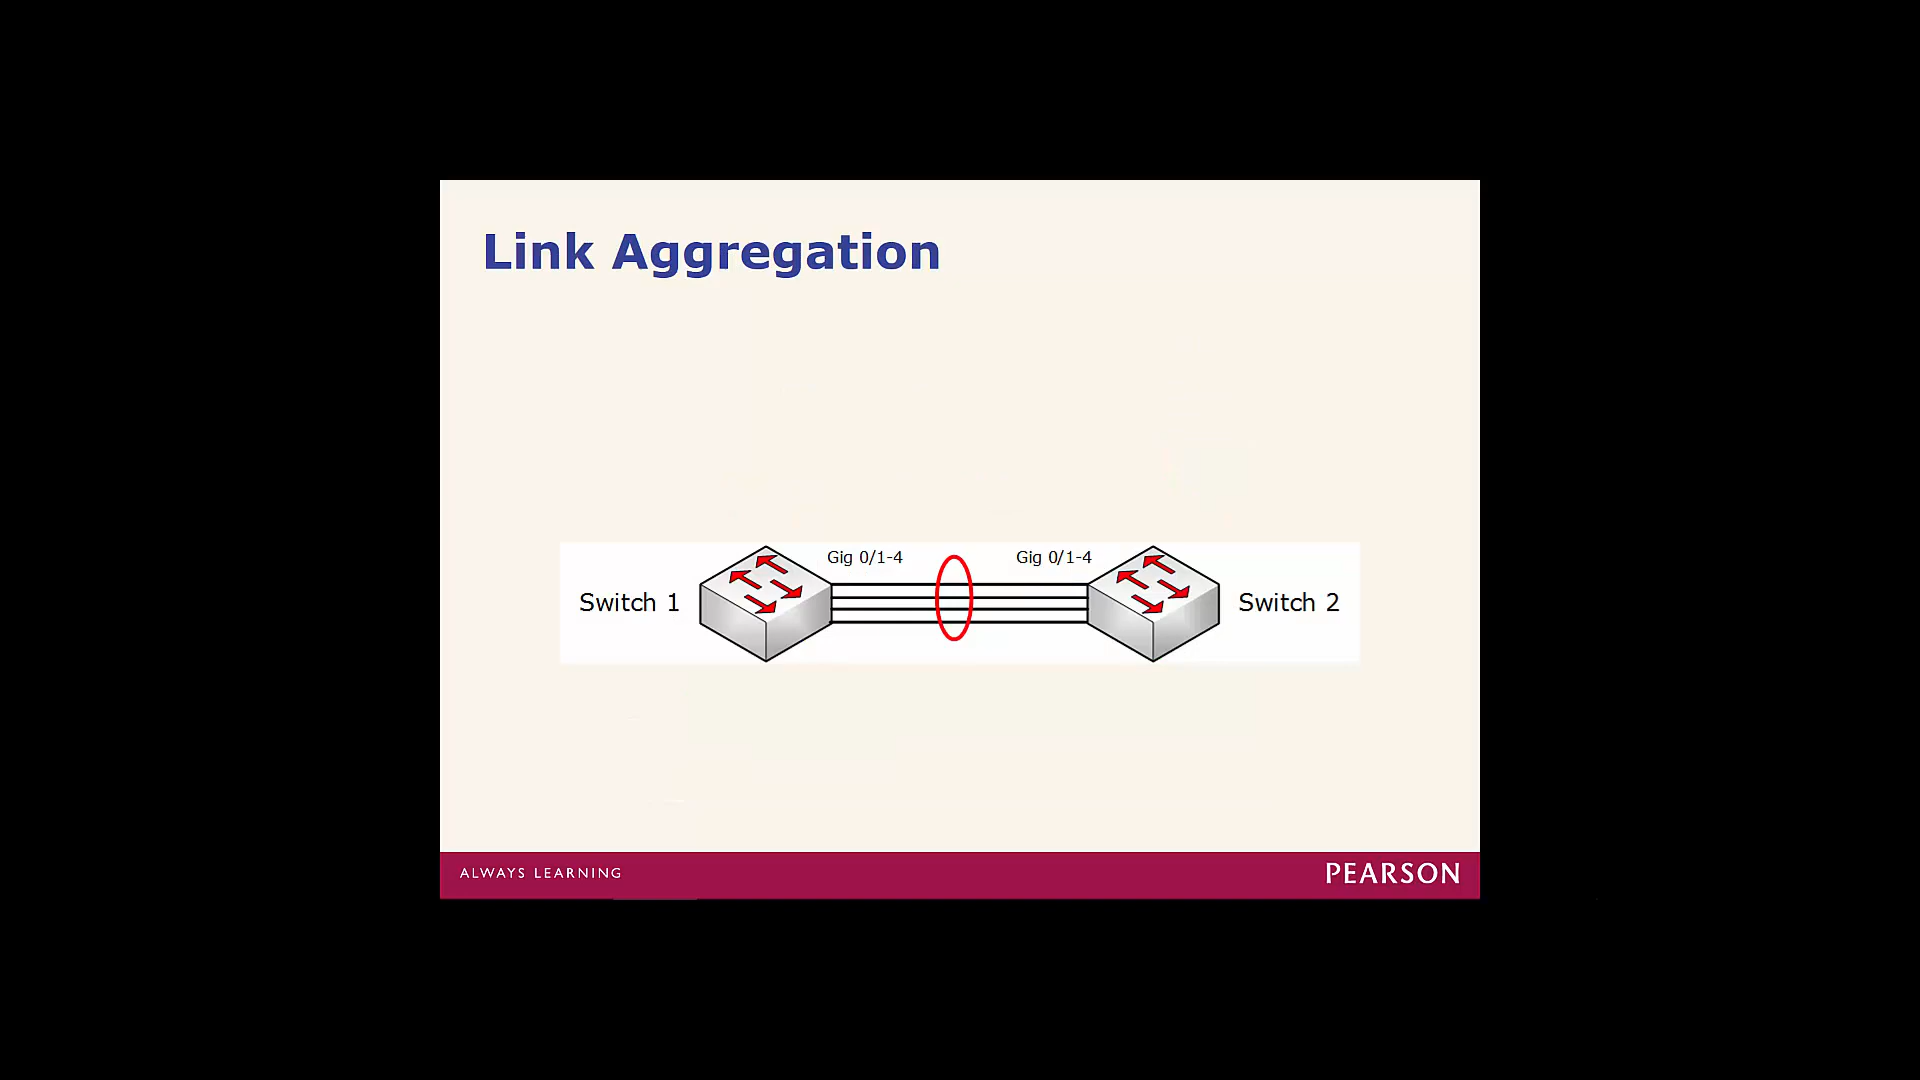 Link Aggregation
Gig 0/1-4
Gig 0/1-4
Switch 1
Switch 2
ALWAYS LEARNING
PEARSON